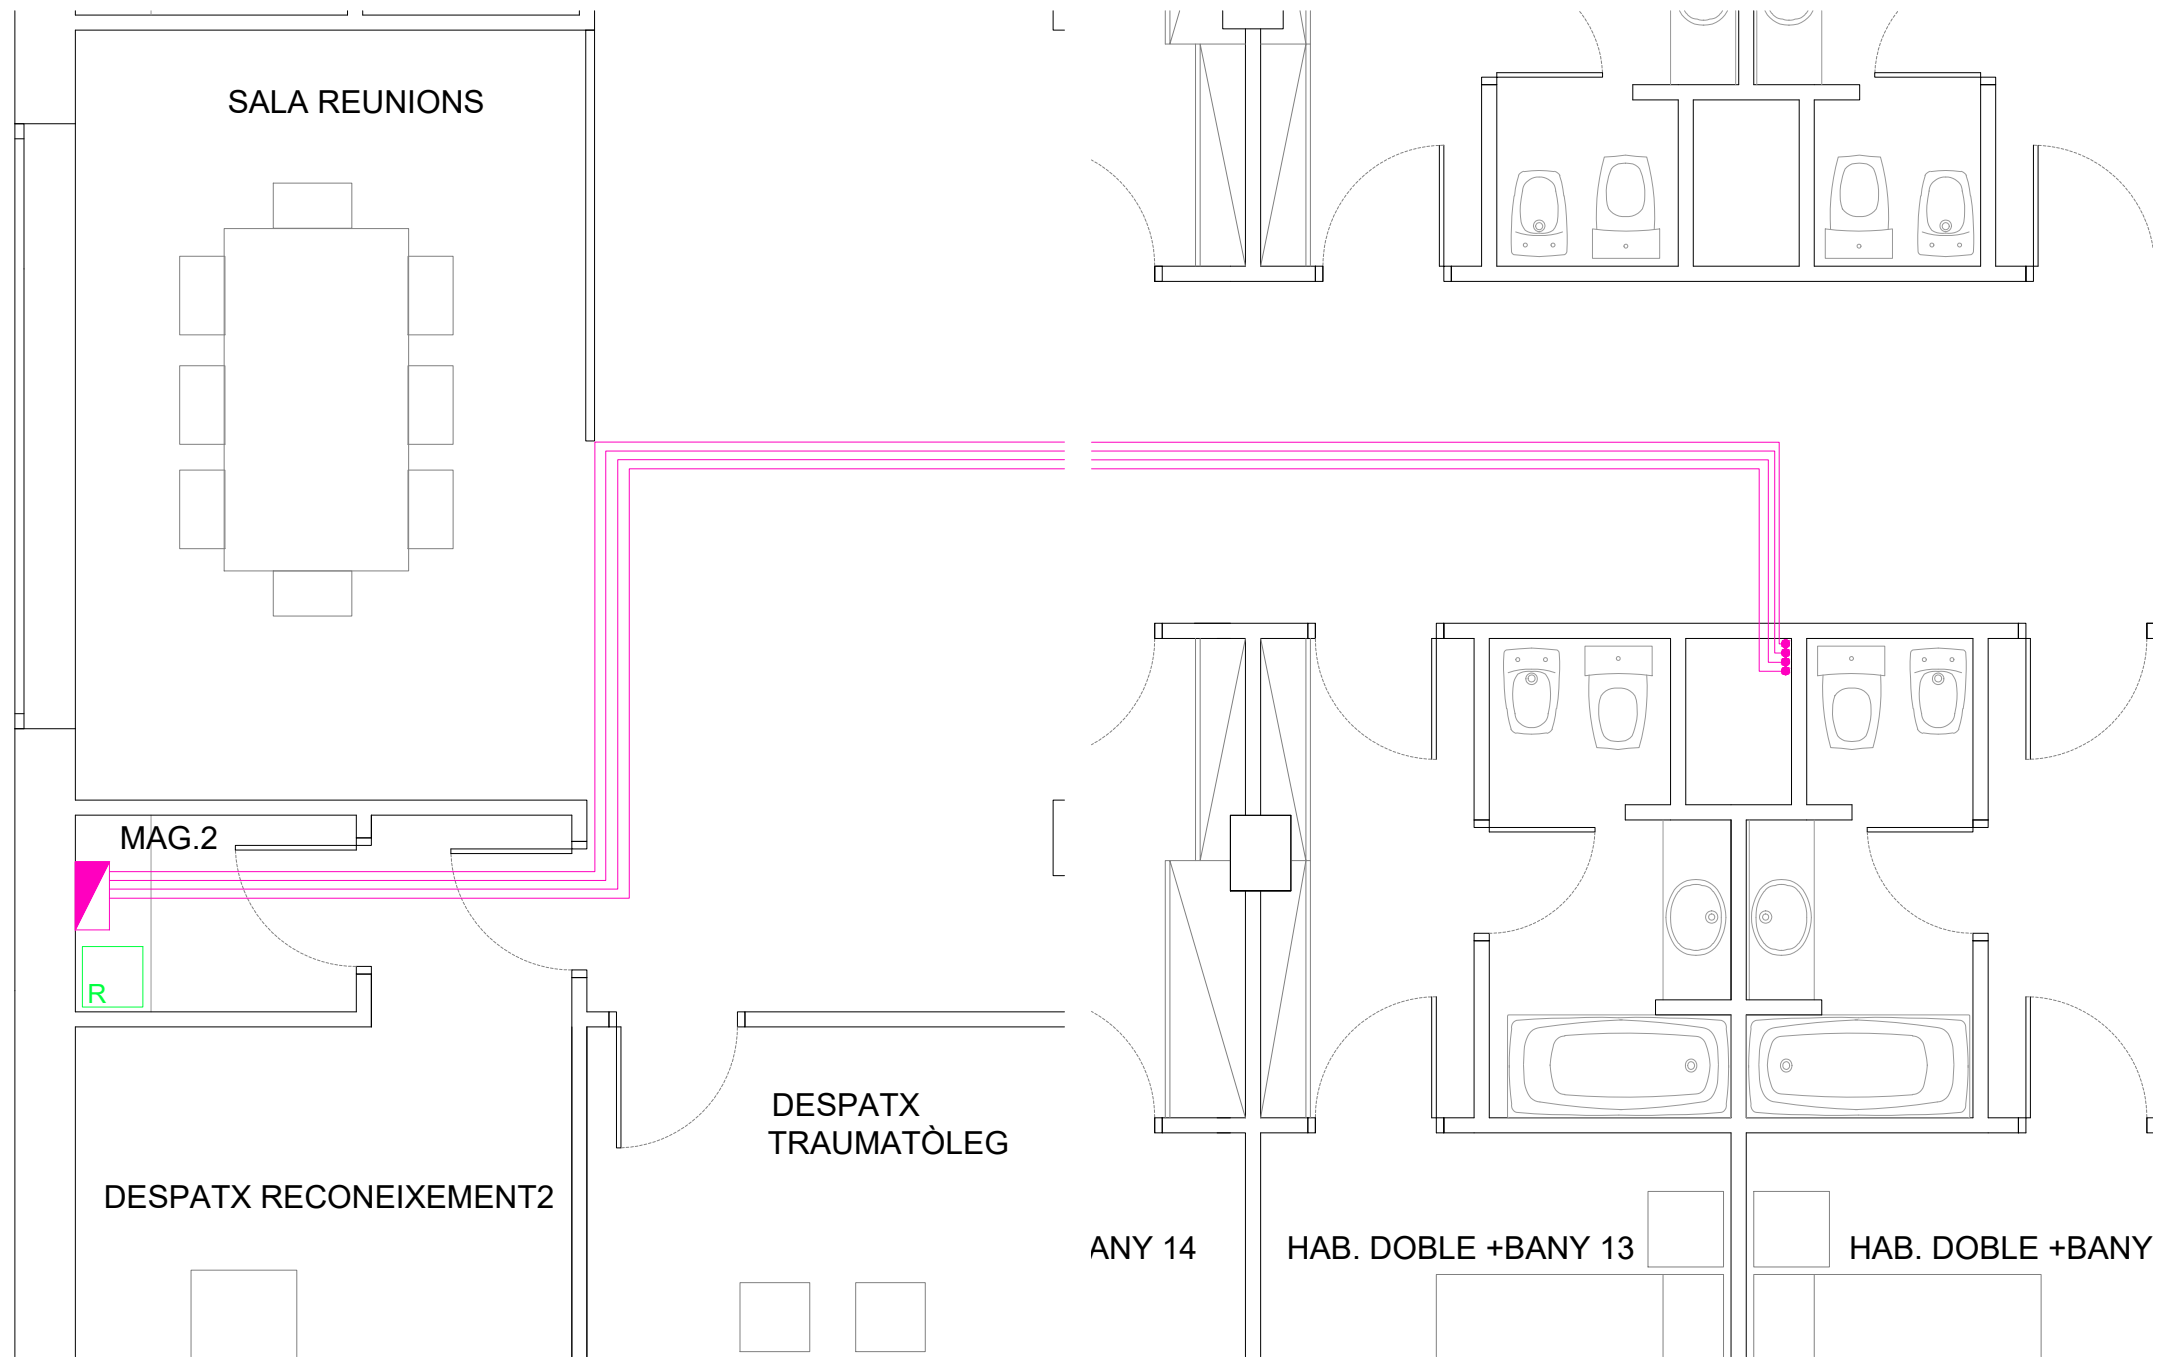 SALA REUNIONS
MAG.2
R
DESPATX
TRAUMATÒLEG
DESPATX RECONEIXEMENT2
ANY 14
HAB. DOBLE +BANY 13
HAB. DOBLE +BANY